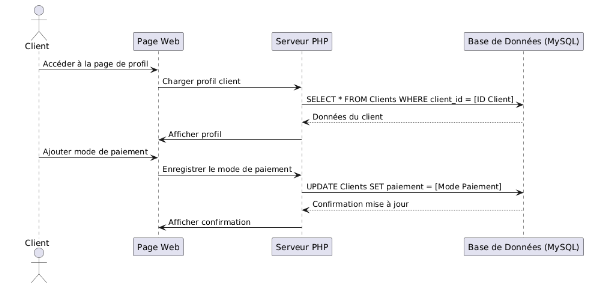 Client
Page Web
Serveur PHP
Base de Données (MySQL)
Accéder à la page de profil
Charger profil client
SELECT * FROM Clients WHERE client_id = [ID Client]
Données du client
Afficher profil
Ajouter mode de paiement
Enregistrer le mode de paiement
UPDATE Clients SET paiement = [Mode Paiement]
Confirmation mise à jour
Afficher confirmation
Client
Page Web
Serveur PHP
Base de Données (MySQL)